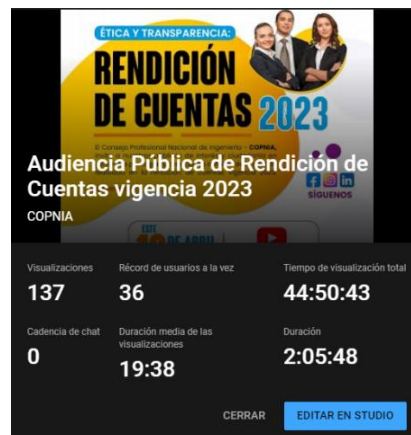 ÉTICA Y TRANSPARENCIA:
RENDICIÓN
DE CUENTAS 2023
El Consejo Profesional Nacional de Ingeniería - COPNIA,
Audiencia Pública de Rendición de
Cuentas vigencia 2023
SÍGUENOS
COPNIA
ESTE
DE ABRIL
Visualizaciones
Récord de usuarios a la vez
Tiempo de visualización total
137
36
44:50:43
Cadencia de chat
Duración media de las
visualizaciones
Duración
0
19:38
2:05:48
CERRAR
EDITAR EN STUDIO